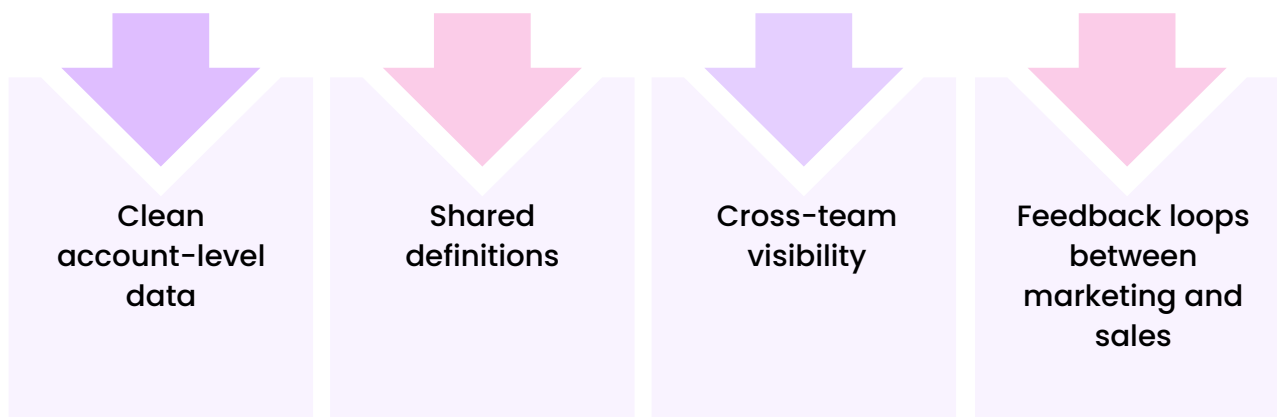 Clean
account-level
data
Shared
definitions
Cross-team
visibility
Feedback loops
between
marketing and
sales